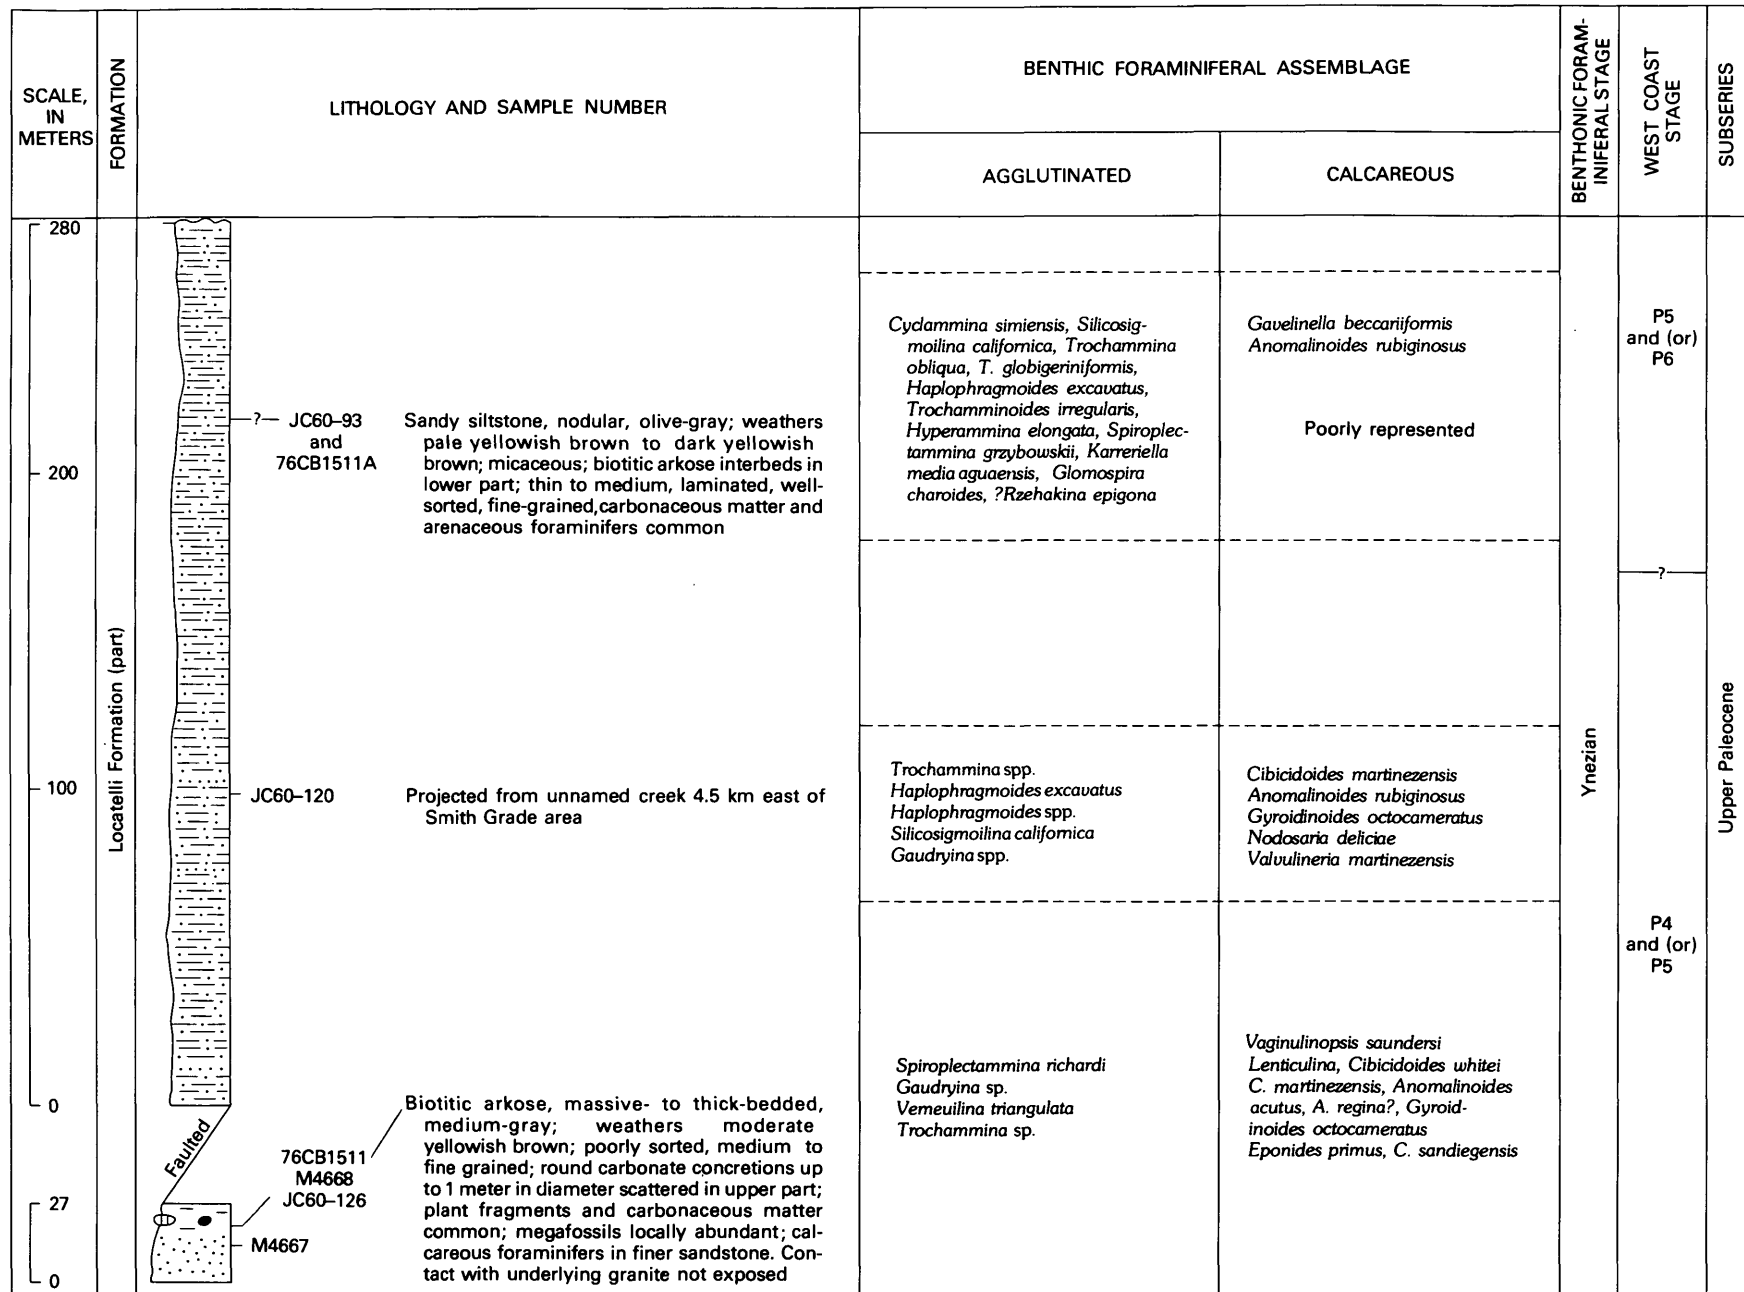 SCALE,
IN
METERS
FORMATION
LITHOLOGY AND SAMPLE NUMBER
BENTHIC FORAMINIFERAL ASSEMBLAGE
AGGLUTINATED
CALCAREOUS
BENTHONIC FORAM-
INIFERAL STAGE
WEST COAST
STAGE
SUBSERIES
280
200
100
0
27
0
Locatelli Formation (part)
Faulted
?
JC60–93
and
76CB1511A
Sandy siltstone, nodular, olive-gray; weathers
pale yellowish brown to dark yellowish
brown; micaceous; biotitic arkose interbeds in
lower part; thin to medium, laminated, well-
sorted, fine-grained,carbonaceous matter and
arenaceous foraminifers common
JC60–120
Projected from unnamed creek 4.5 km east of
Smith Grade area
76CB1511
M4668
JC60–126
M4667
Biotitic arkose, massive- to thick-bedded,
medium-gray; weathers moderate
yellowish brown; poorly sorted, medium to
fine grained; round carbonate concretions up
to 1 meter in diameter scattered in upper part;
plant fragments and carbonaceous matter
common; megafossils locally abundant; cal-
careous foraminifers in finer sandstone. Con-
tact with underlying granite not exposed
Cyclammina simiensis, Silicosig-
moilina californica, Trochammina
obliqua, T. globigeriniformis,
Haplophragmoides excavatus,
Trochamminoides irregularis,
Hyperammina elongata, Spiroplec-
tammina grzybowskii, Karreriella
media aguaensis, Glomospira
charoides, ?Rzehakina epigona
Gavelinella beccariiformis
Anomalinoides rubiginosus
Poorly represented
Trochammina spp.
Haplophragmoides excavatus
Haplophragmoides spp.
Silicosigmoilina californica
Gaudryina spp.
Cibicidoides martinezensis
Anomalinoides rubiginosus
Gyroidinoides octocameratus
Nodosaria deliciae
Valvulineria martinezensis
Spiroplectammina richardi
Gaudryina sp.
Verneuilina triangulata
Trochammina sp.
Vaginulinopsis saundersi
Lenticulina, Cibicidoides whitei
C. martinezensis, Anomalinoides
acutus, A. regina?, Gyroid-
inoides octocameratus
Eponides primus, C. sandiegensis
Ynezian
P5
and (or)
P6
?
P4
and (or)
P5
Upper Paleocene